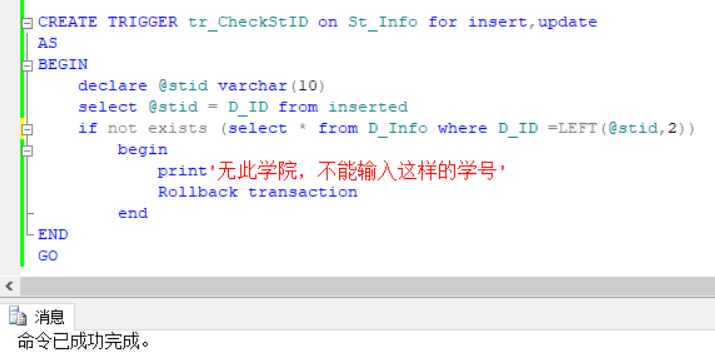 CREATE TRIGGER tr_CheckStID on St_Info for insert,update
AS
BEGIN
declare @stid varchar(10)
select @stid = D_ID from inserted
if not exists (select * from D_Info where D_ID =LEFT(@stid,2))
begin
print'无此学院，不能输入这样的学号'
Rollback transaction
end
END
GO
消息
命令已成功完成。